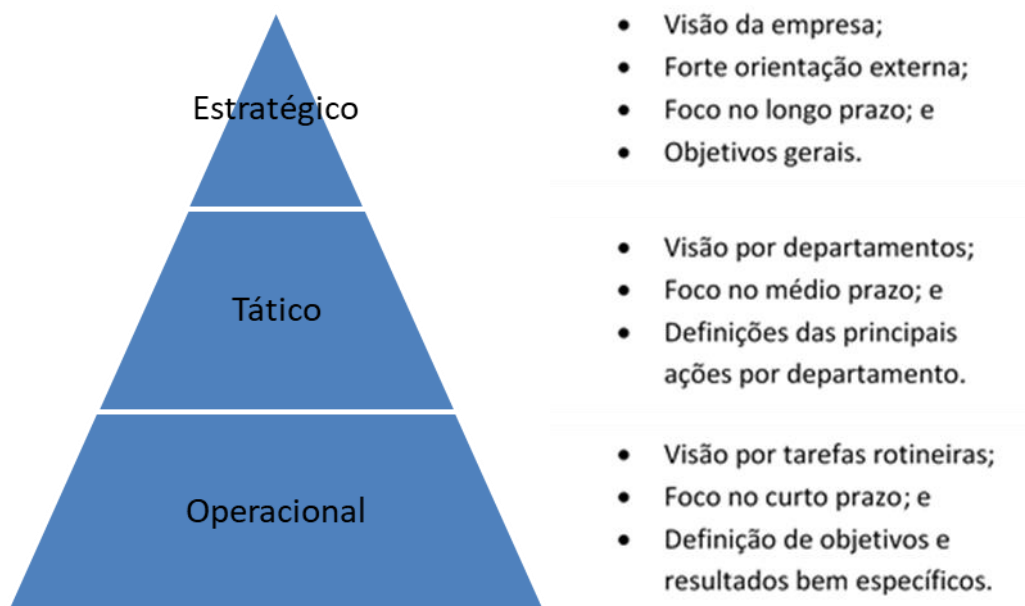 Estratégico
• Visão da empresa;
• Forte orientação externa;
• Foco no longo prazo; e
• Objetivos gerais.
Tático
• Visão por departamentos;
• Foco no médio prazo; e
• Definições das principais
ações por departamento.
Operacional
• Visão por tarefas rotineiras;
• Foco no curto prazo; e
• Definição de objetivos e
resultados bem específicos.